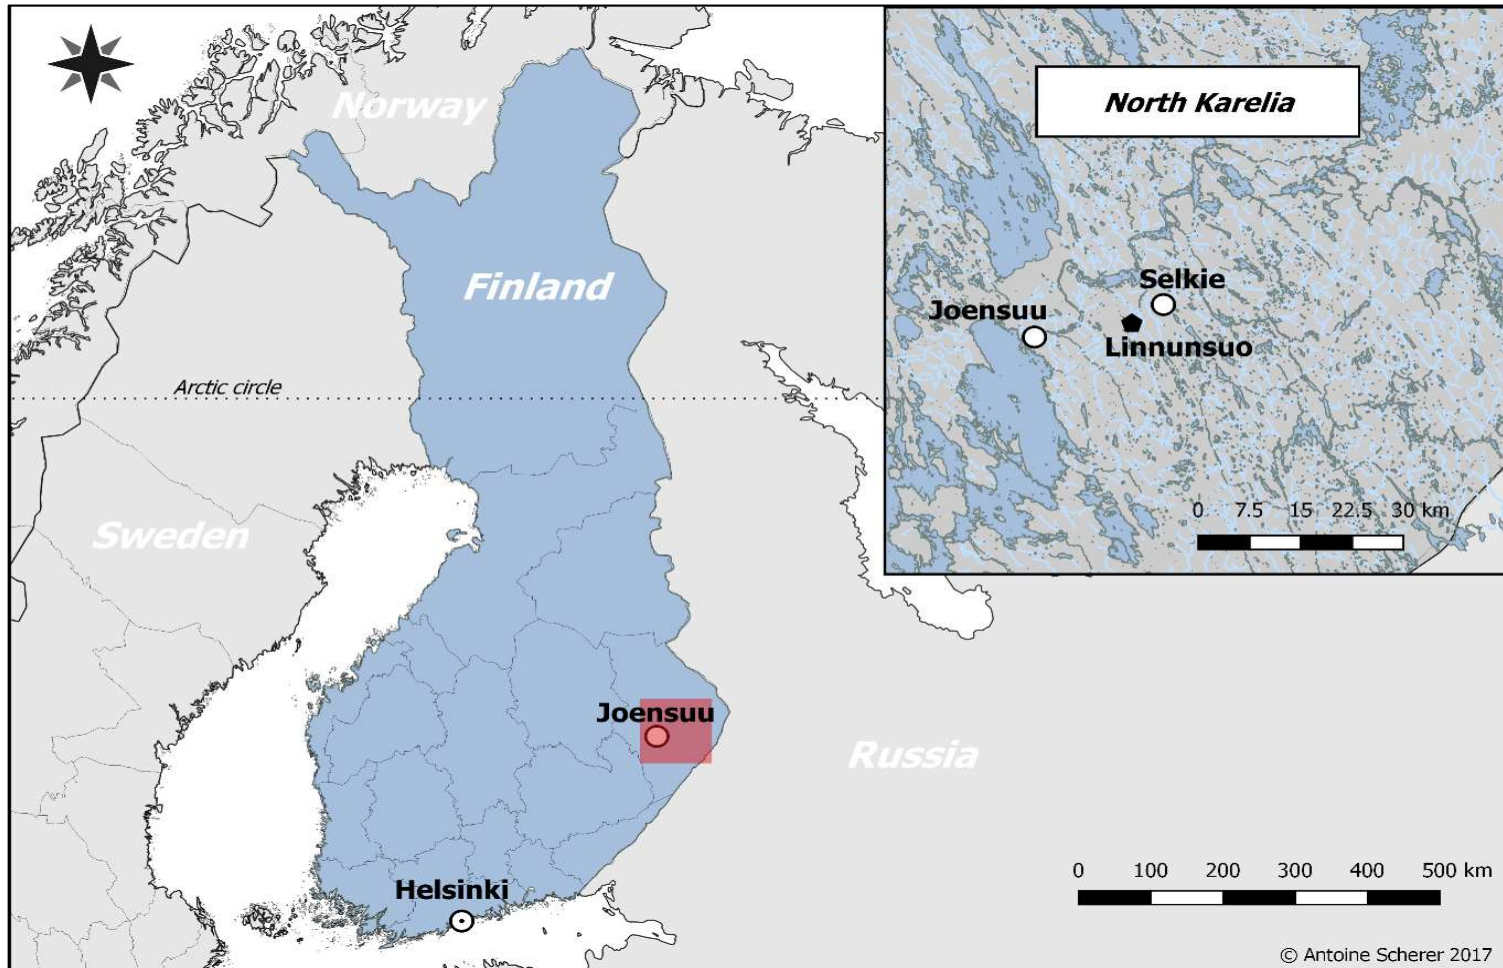 Norway
North Karelia
Finland
Selkie
Joensuu
Linnunsuo
Arctic circle
0 7.5 15 22.5 30 km
Sweden
Joensuu
Russia
Helsinki
0 100 200 300 400 500 km
© Antoine Scherer 2017